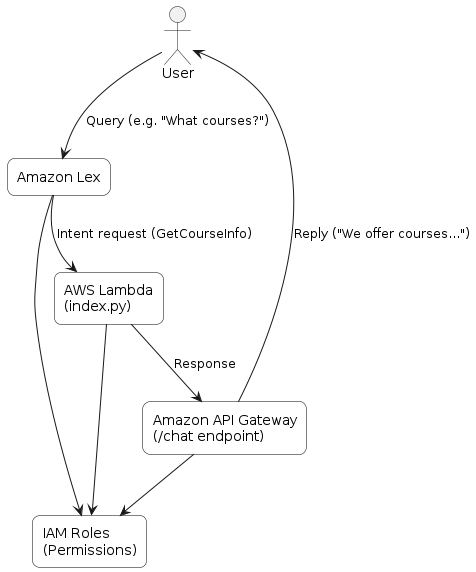 User
Query (e.g. "What courses?")
Amazon Lex
Intent request (GetCourseInfo)
Reply ("We offer courses...")
AWS Lambda
(index.py)
Response
Amazon API Gateway
(/chat endpoint)
IAM Roles
(Permissions)